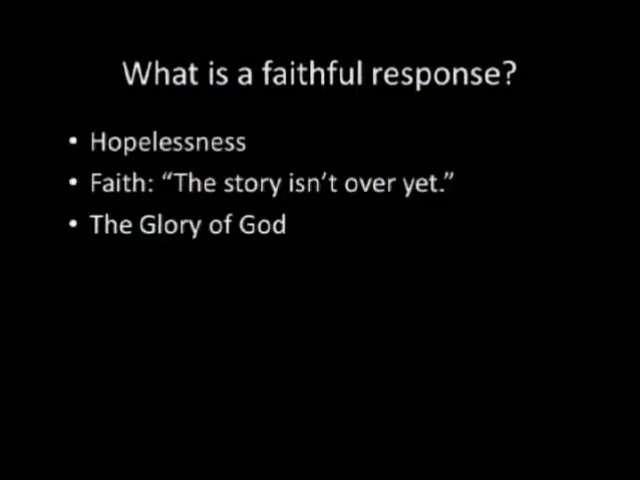 What is a faithful response?
• Hopelessness
• Faith: “The story isn’t over yet.”
• The Glory of God